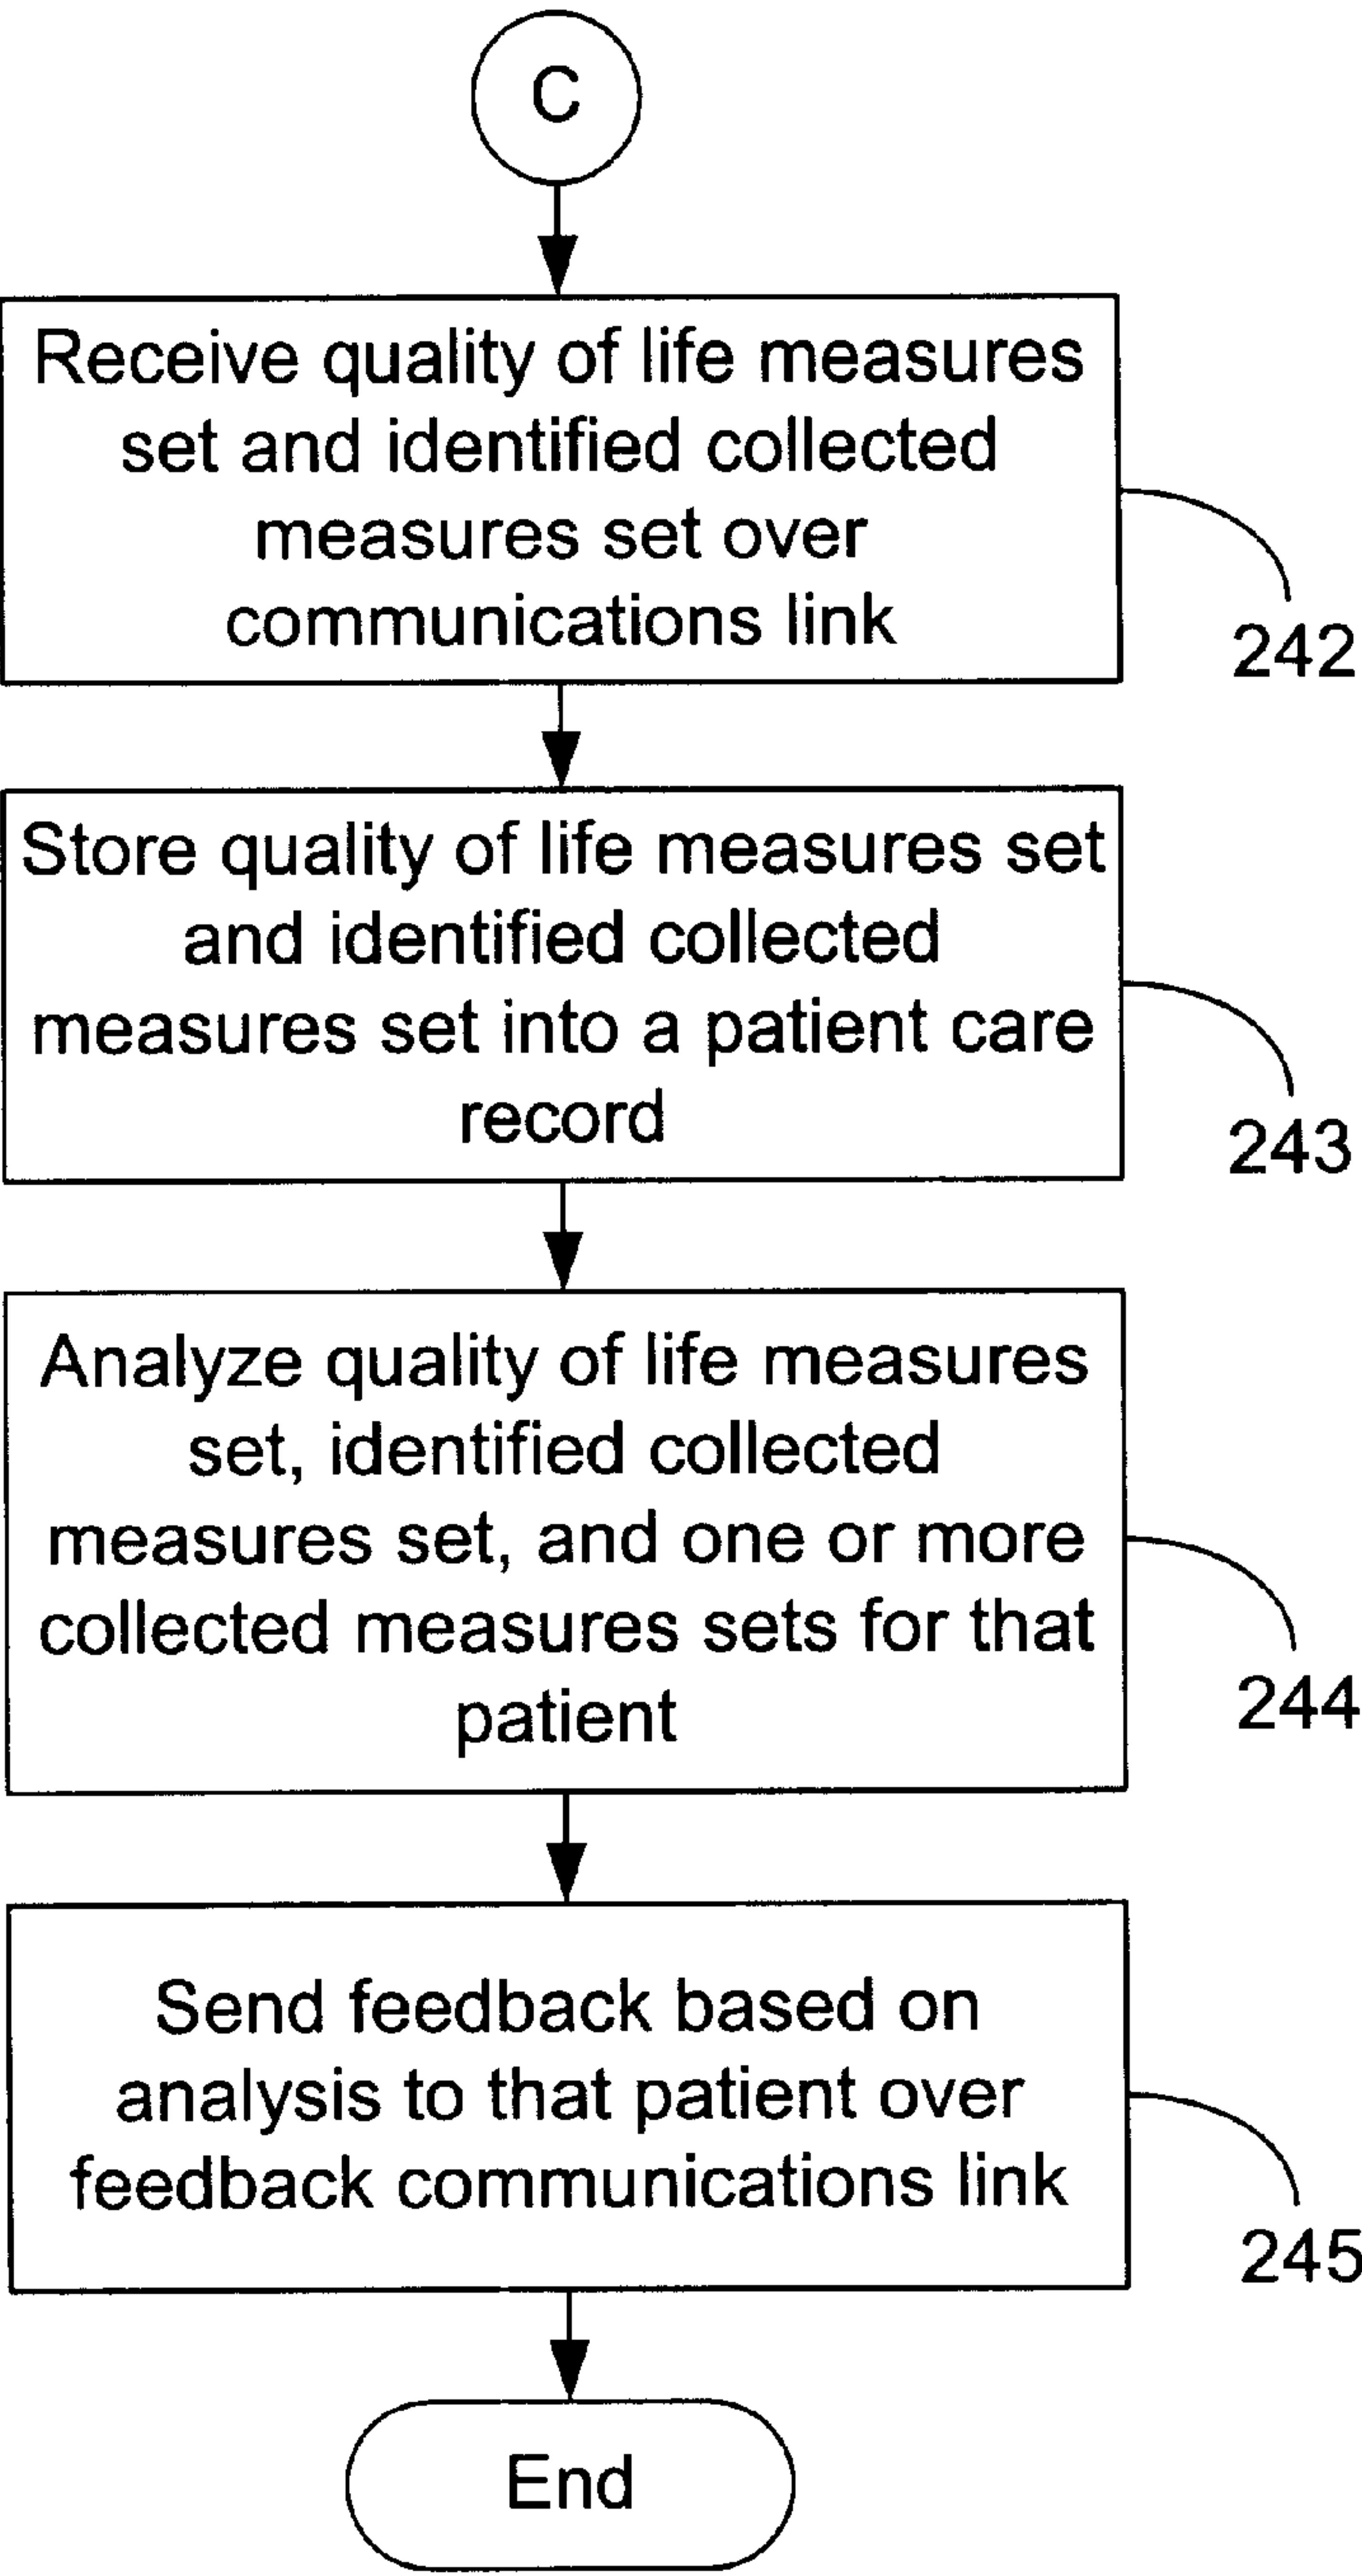 C
Receive quality of life measures
set and identified collected
measures set over
communications link
242
Store quality of life measures set
and identified collected
measures set into a patient care
record
243
Analyze quality of life measures
set, identified collected
measures set, and one or more
collected measures sets for that
patient
244
Send feedback based on
analysis to that patient over
feedback communications link
245
End